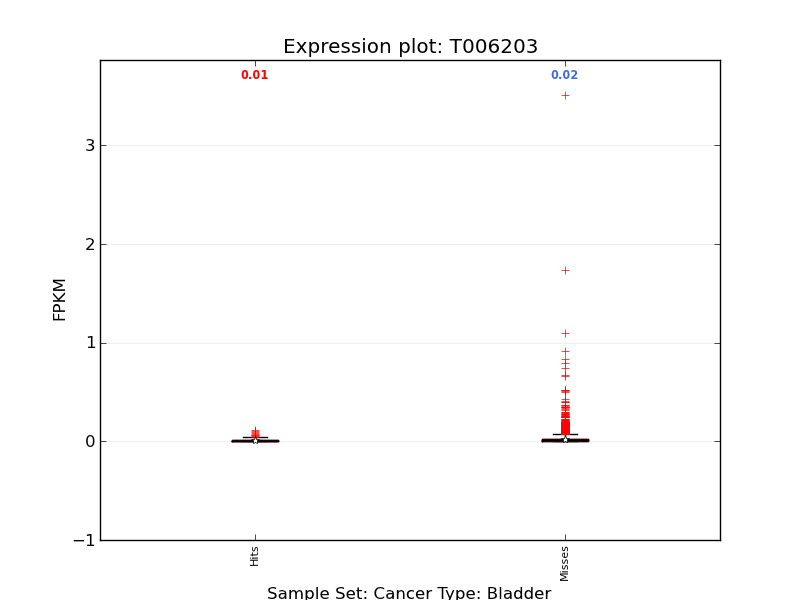 Expression plot: T006203
0.01
0.02
3
2
1
0
−1
FPKM
Hits
Misses
Sample Set: Cancer Type: Bladder